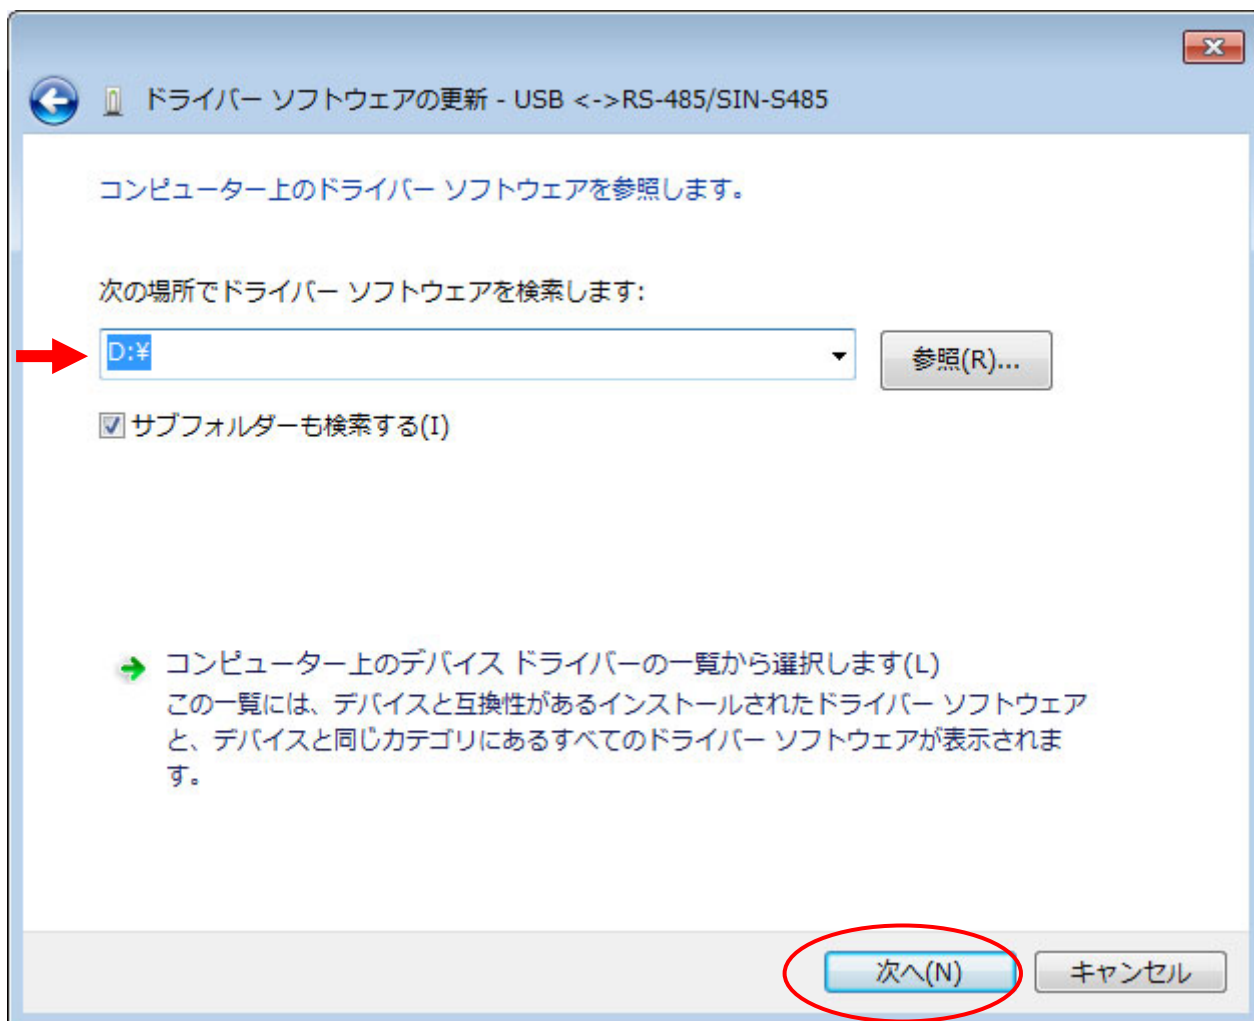 ドライバー ソフトウェアの更新 - USB <->RS-485/SIN-S485
コンピューター上のドライバー ソフトウェアを参照します。
次の場所でドライバー ソフトウェアを検索します:
D:¥
参照(R)...
サブフォルダーも検索する(I)
コンピューター上のデバイス ドライバーの一覧から選択します(L)
この一覧には、デバイスと互換性があるインストールされたドライバー ソフトウェア
と、デバイスと同じカテゴリにあるすべてのドライバー ソフトウェアが表示されま
す。
次へ(N)
キャンセル